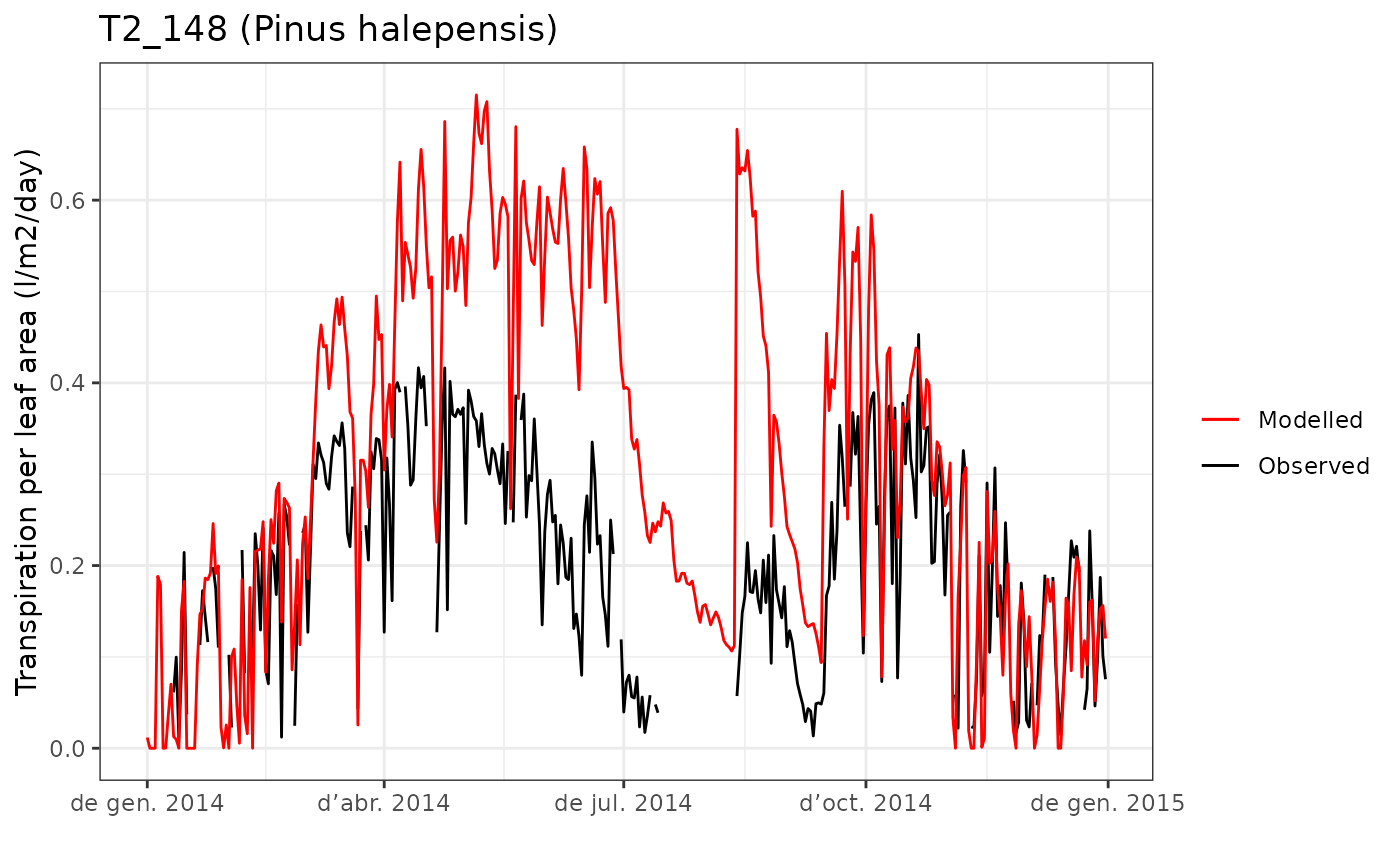 T2_148 (Pinus halepensis)
Transpiration per leaf area (l/m2/day)
0.6
0.4
0.2
0.0
de gen. 2014
d’abr. 2014
de jul. 2014
d’oct. 2014
de gen. 2015
Modelled
Observed